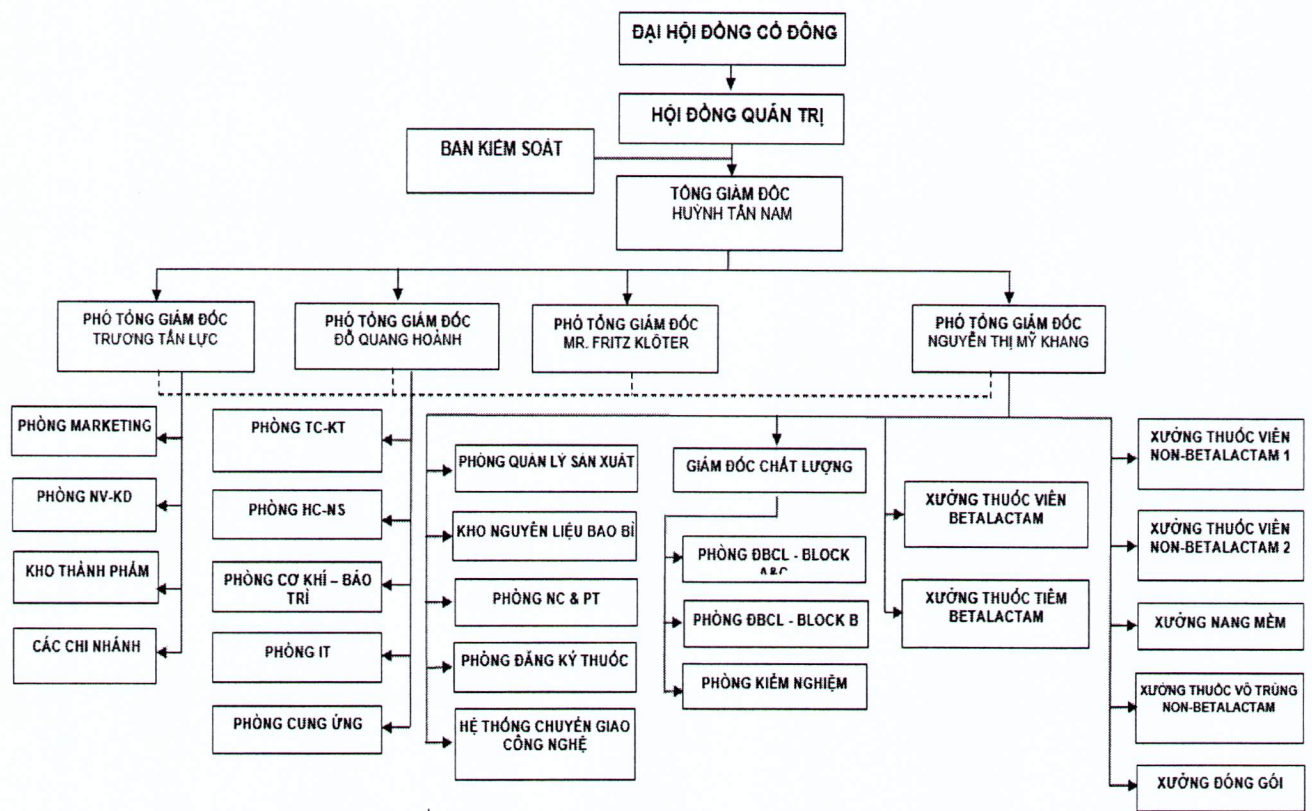 ĐẠI HỘI ĐỒNG CỔ ĐÔNG
HỘI ĐỒNG QUẢN TRỊ
BAN KIỂM SOÁT
TỔNG GIÁM ĐỐC
HUỲNH TẤN NAM
PHÓ TỔNG GIÁM ĐỐC
TRƯƠNG TẤN LỰC
PHÓ TỔNG GIÁM ĐỐC
ĐỖ QUANG HOÀNH
PHÓ TỔNG GIÁM ĐỐC
MR. FRITZ KLÖTER
PHÓ TỔNG GIÁM ĐỐC
NGUYỄN THỊ MỸ KHANG
PHÒNG MARKETING
PHÒNG NV-KD
KHO THÀNH PHẨM
CÁC CHI NHÁNH
PHÒNG TC-KT
PHÒNG HC-NS
PHÒNG CƠ KHÍ – BẢO
TRÌ
PHÒNG IT
PHÒNG CUNG ỨNG
PHÒNG QUẢN LÝ SẢN XUẤT
KHO NGUYÊN LIỆU BAO BÌ
PHÒNG NC & PT
PHÒNG ĐĂNG KÝ THUỐC
HỆ THỐNG CHUYỂN GIAO
CÔNG NGHỆ
GIÁM ĐỐC CHẤT LƯỢNG
PHÒNG ĐBCL - BLOCK
A&C
PHÒNG ĐBCL - BLOCK B
PHÒNG KIỂM NGHIỆM
XƯỞNG THUỐC VIÊN
BETALACTAM
XƯỞNG THUỐC TIÊM
BETALACTAM
XƯỞNG THUỐC VIÊN
NON-BETALACTAM 1
XƯỞNG THUỐC VIÊN
NON-BETALACTAM 2
XƯỞNG NANG MỀM
XƯỞNG THUỐC VÔ TRÙNG
NON-BETALACTAM
XƯỞNG ĐÓNG GÓI